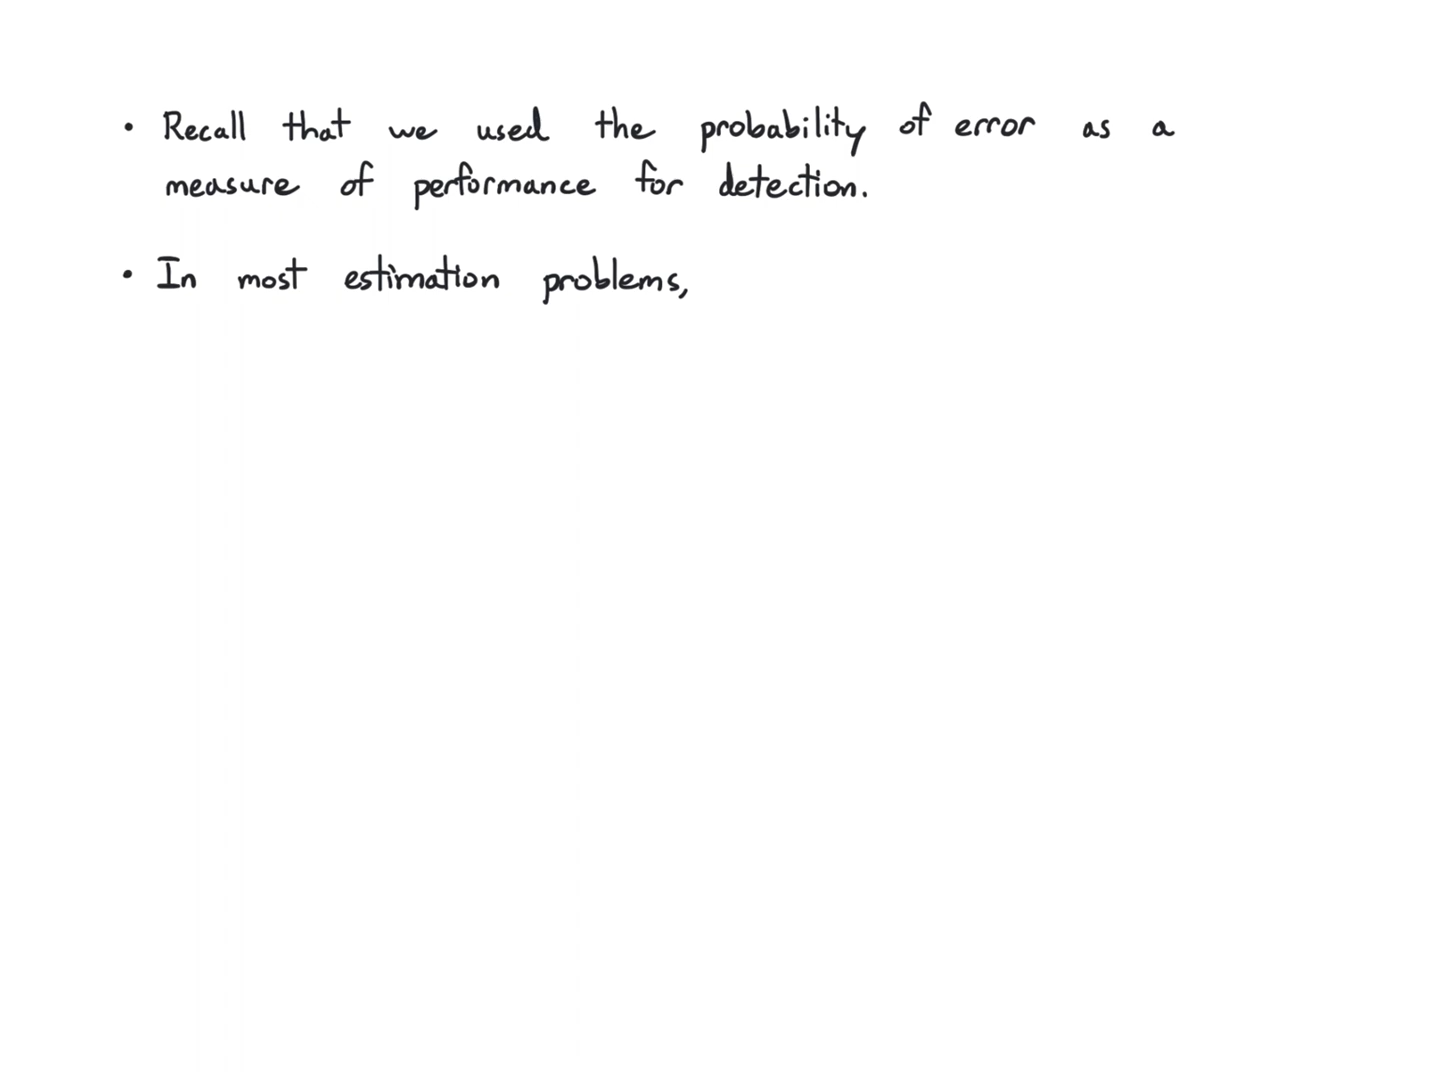 • Recall that we used the probability of error as a
measure of performance for detection.
• In most estimation problems,